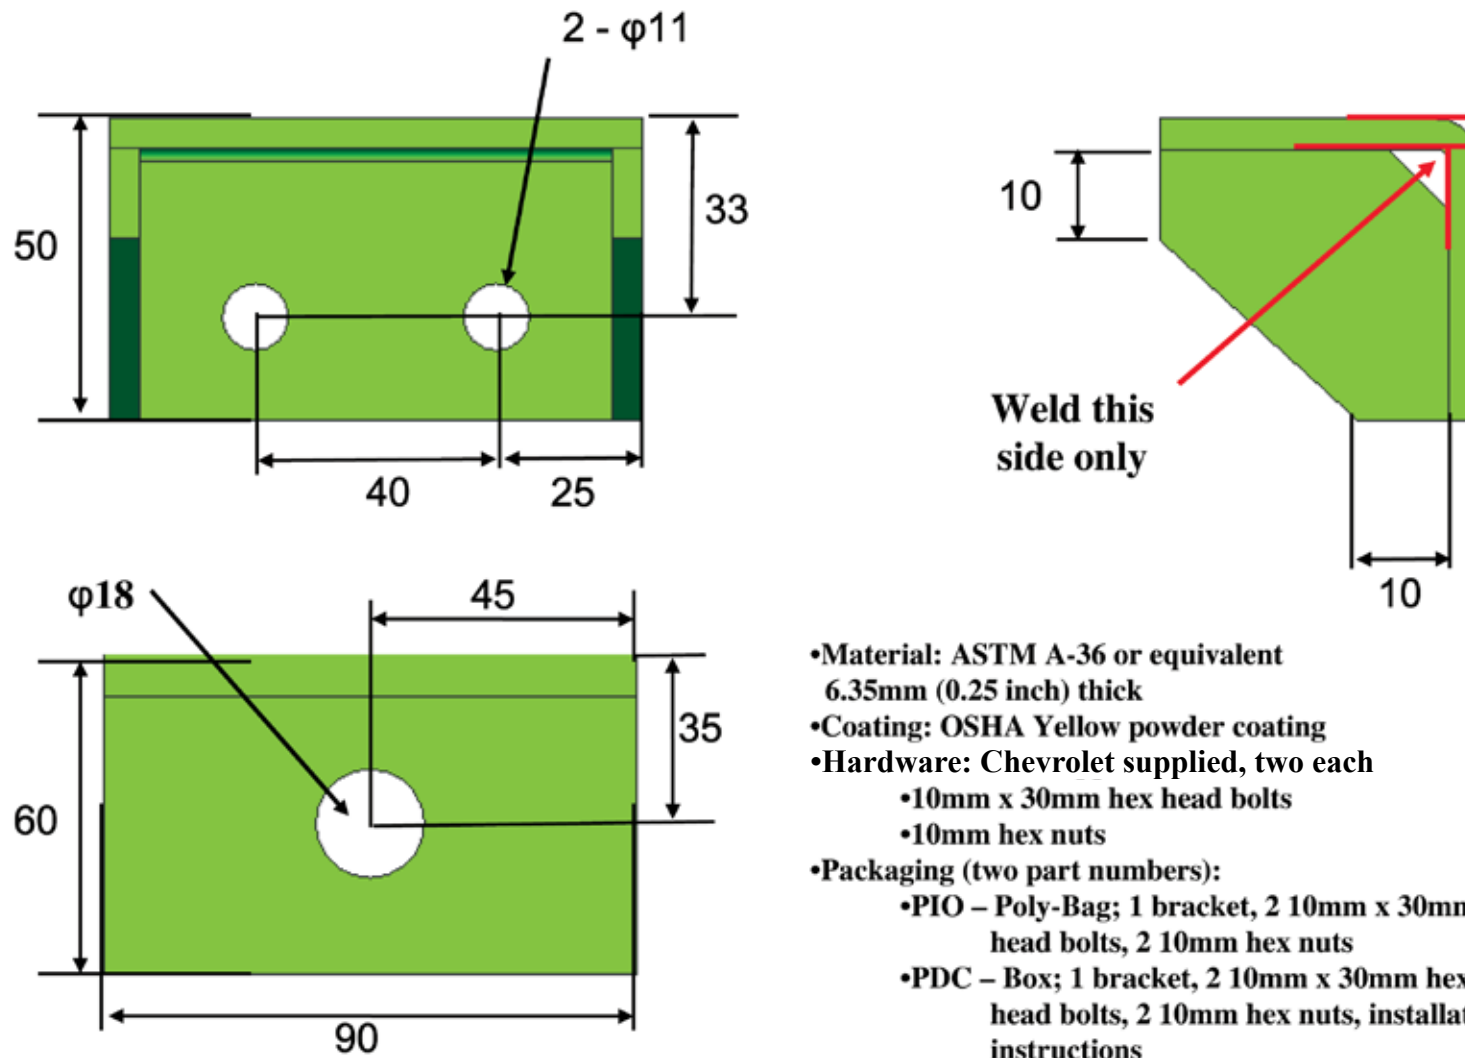 2 - φ11
50
33
40
25
10
Weld this
side only
10
φ18
45
35
60
90
•Material: ASTM A-36 or equivalent
6.35mm (0.25 inch) thick
•Coating: OSHA Yellow powder coating
•Hardware: Chevrolet supplied, two each
•10mm x 30mm hex head bolts
•10mm hex nuts
•Packaging (two part numbers):
•PIO – Poly-Bag; 1 bracket, 2 10mm x 30mm
head bolts, 2 10mm hex nuts
•PDC – Box; 1 bracket, 2 10mm x 30mm hex
head bolts, 2 10mm hex nuts, installat
instructions